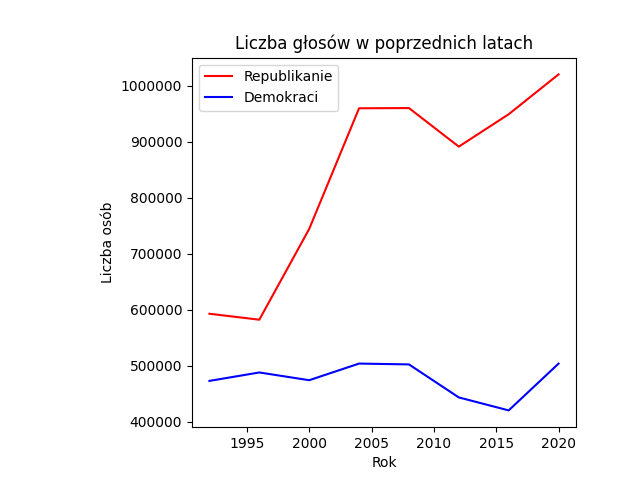 Liczba głosów w poprzednich latach
Republikanie
Demokraci
1000000
900000
800000
700000
600000
500000
400000
Liczba osób
1995 2000 2005 2010 2015 2020
Rok